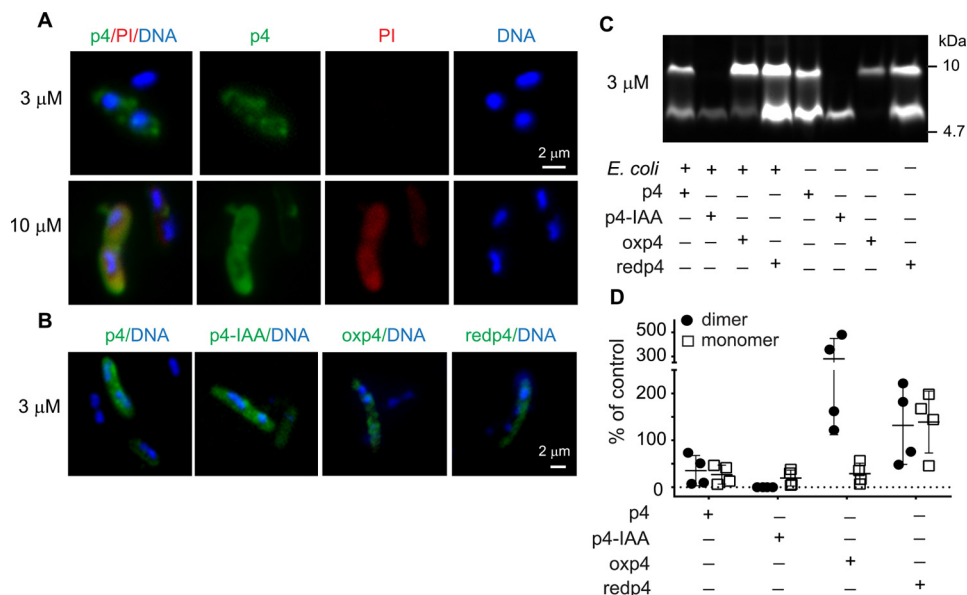 A
p4/PI/DNA
p4
PI
DNA
3 μM
2 μm
10 μM
B
p4/DNA
p4-IAA/DNA
oxp4/DNA
redp4/DNA
3 μM
2 μm
C
kDa
3 μM
10
4.7
E. coli + + + + – – – –
p4 + – – – + – – –
p4-IAA – + – – – + – –
oxp4 – – + – – – + –
redp4 – – – + – – – +
D
dimer
monomer
% of control
500
300
200
100
0
p4 + – – –
p4-IAA – + – –
oxp4 – – + –
redp4 – – – +